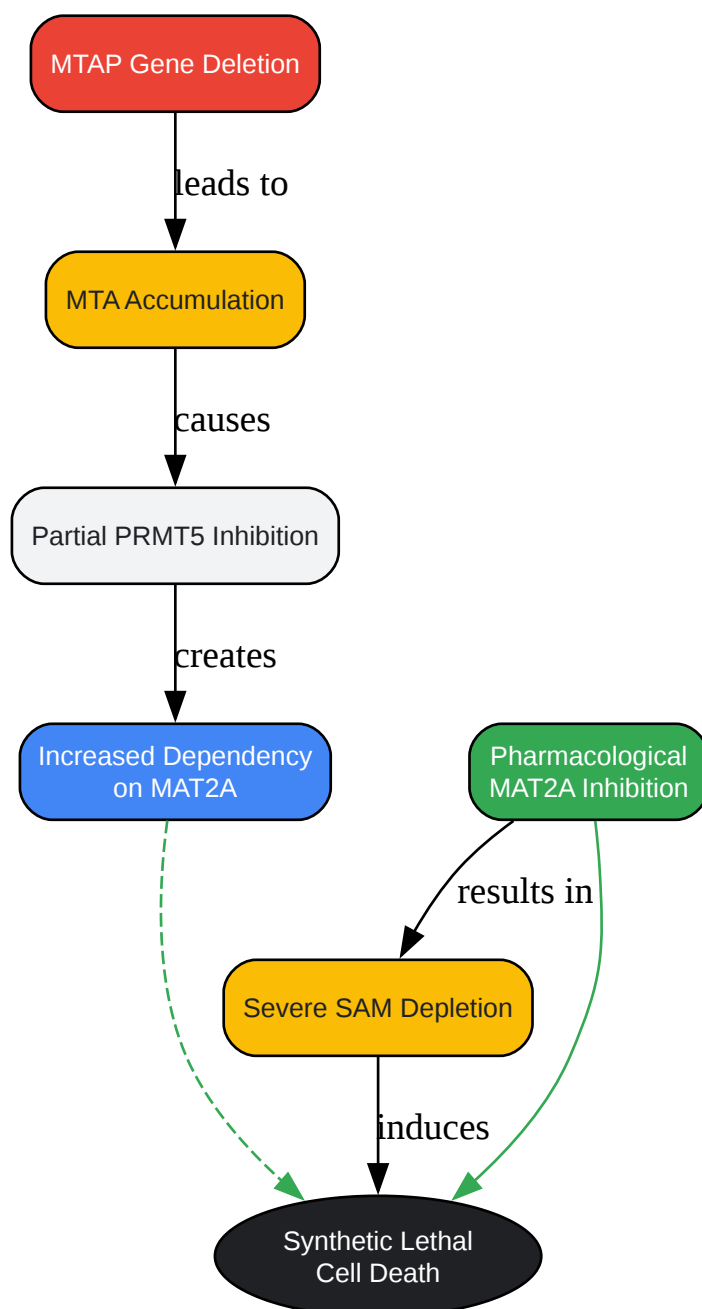 MTAP Gene Deletion
leads to
MTA Accumulation
causes
Partial PRMT5 Inhibition
creates
Increased Dependency
on MAT2A
Pharmacological
MAT2A Inhibition
results in
Severe SAM Depletion
induces
Synthetic Lethal
Cell Death